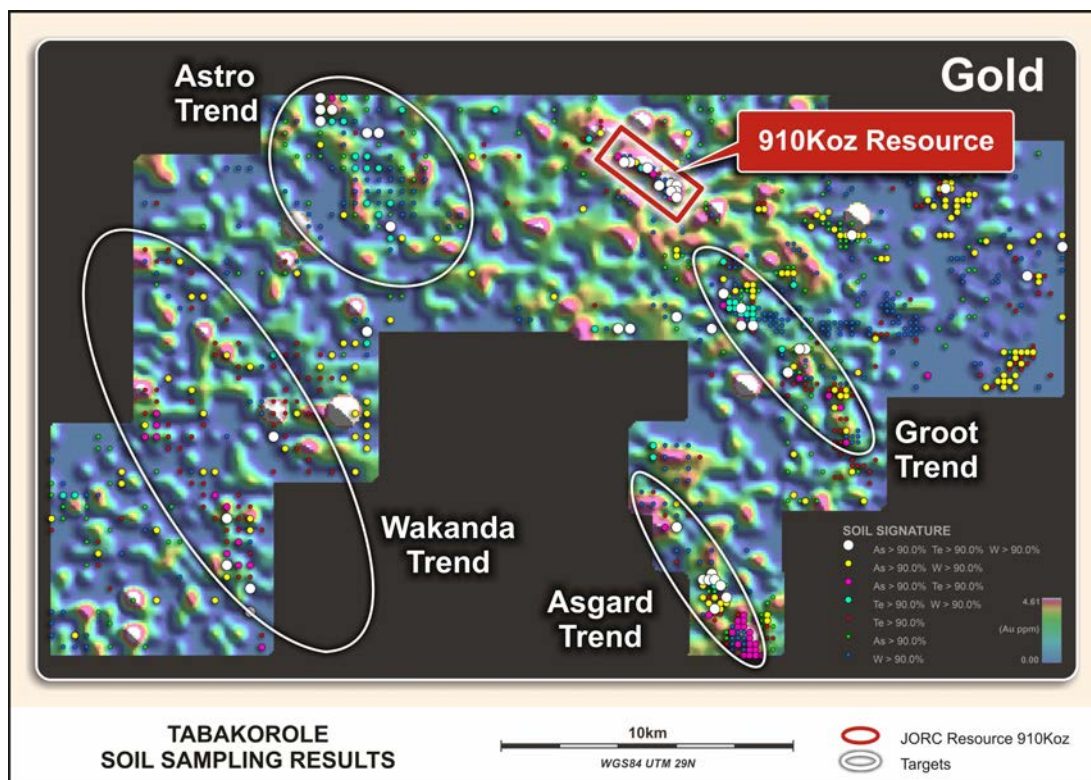 Gold
Astro
Trend
910Koz Resource
Groot
Trend
Wakanda
Trend
Asgard
Trend
SOIL SIGNATURE
As > 90.0% Te > 90.0% W > 90.0%
As > 90.0% W > 90.0%
As > 90.0% Te > 90.0%
Te > 90.0% W > 90.0%
Te > 90.0%
As > 90.0%
W > 90.0%
4.61
(Au ppm)
0.00
TABAKOROLE
SOIL SAMPLING RESULTS
10km
WGS84 UTM 29N
JORC Resource 910Koz
Targets